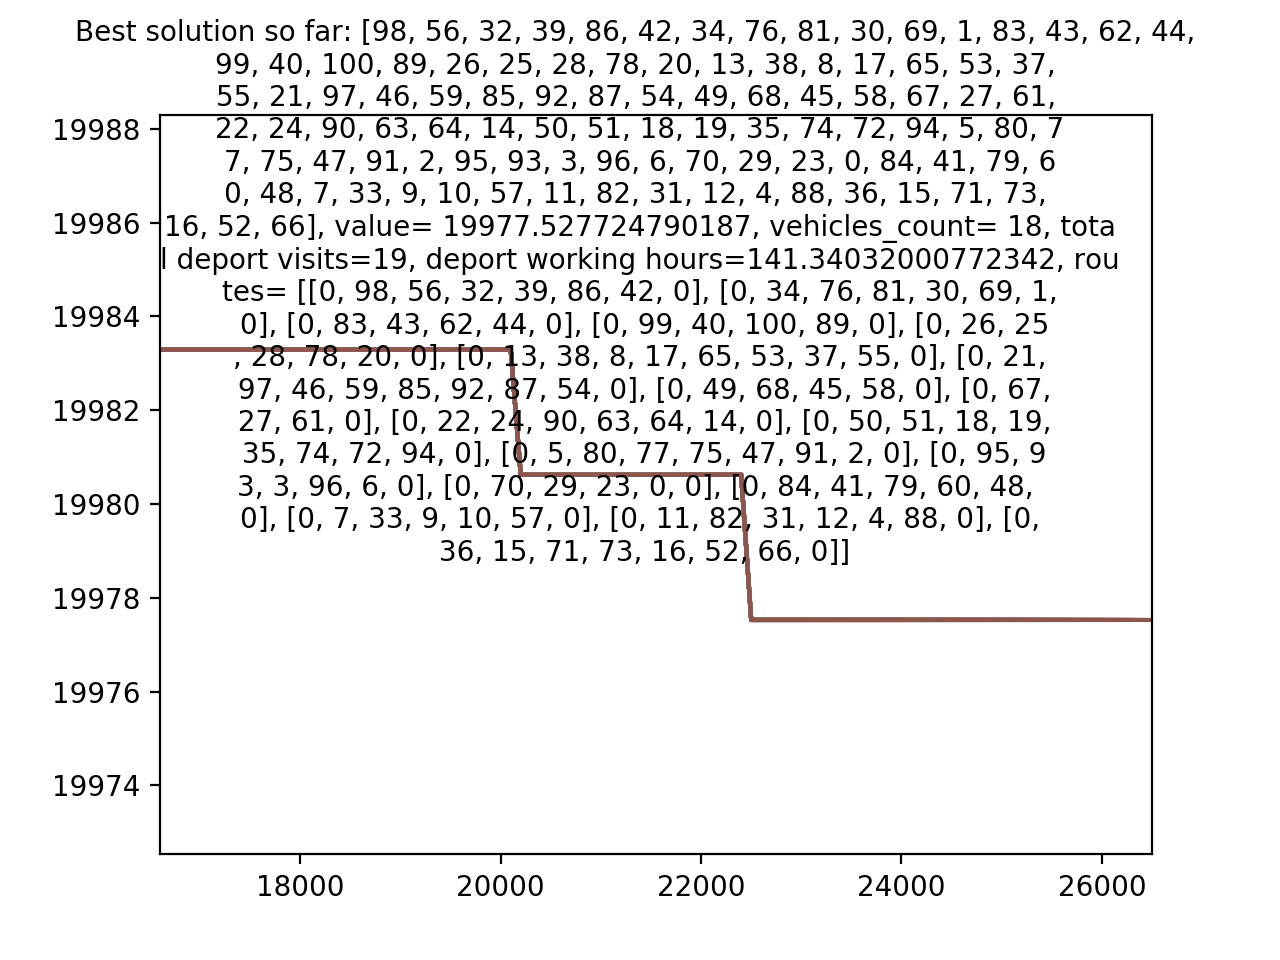 Best solution so far: [98, 56, 32, 39, 86, 42, 34, 76, 81, 30, 69, 1, 83, 43, 62, 44,
99, 40, 100, 89, 26, 25, 28, 78, 20, 13, 38, 8, 17, 65, 53, 37,
55, 21, 97, 46, 59, 85, 92, 87, 54, 49, 68, 45, 58, 67, 27, 61,
22, 24, 90, 63, 64, 14, 50, 51, 18, 19, 35, 74, 72, 94, 5, 80, 7
7, 75, 47, 91, 2, 95, 93, 3, 96, 6, 70, 29, 23, 0, 84, 41, 79, 6
0, 48, 7, 33, 9, 10, 57, 11, 82, 31, 12, 4, 88, 36, 15, 71, 73,
16, 52, 66], value= 19977.527724790187, vehicles_count= 18, tota
l deport visits=19, deport working hours=141.34032000772342, rou
tes= [[0, 98, 56, 32, 39, 86, 42, 0], [0, 34, 76, 81, 30, 69, 1,
0], [0, 83, 43, 62, 44, 0], [0, 99, 40, 100, 89, 0], [0, 26, 25
, 28, 78, 20, 0], [0, 13, 38, 8, 17, 65, 53, 37, 55, 0], [0, 21,
97, 46, 59, 85, 92, 87, 54, 0], [0, 49, 68, 45, 58, 0], [0, 67,
27, 61, 0], [0, 22, 24, 90, 63, 64, 14, 0], [0, 50, 51, 18, 19,
35, 74, 72, 94, 0], [0, 5, 80, 77, 75, 47, 91, 2, 0], [0, 95, 9
3, 3, 96, 6, 0], [0, 70, 29, 23, 0, 0], [0, 84, 41, 79, 60, 48,
0], [0, 7, 33, 9, 10, 57, 0], [0, 11, 82, 31, 12, 4, 88, 0], [0,
36, 15, 71, 73, 16, 52, 66, 0]]
19988
19986
19984
19982
19980
19978
19976
19974
18000 20000 22000 24000 26000